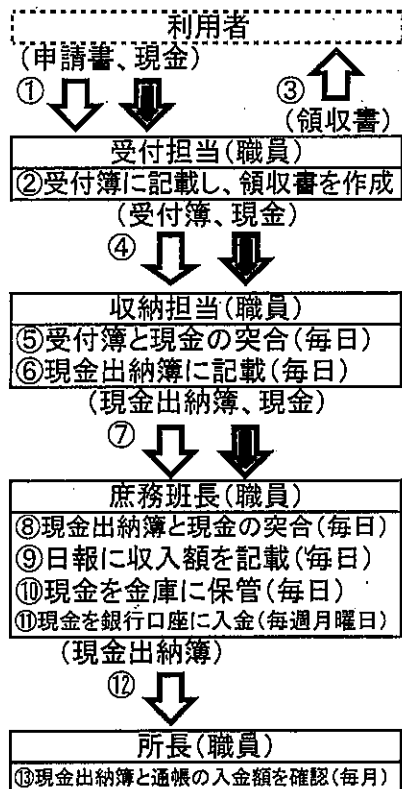 利用者
(申請書、現金)
①
③
(領収書)
受付担当(職員)
②受付簿に記載し、領収書を作成
(受付簿、現金)
④
収納担当(職員)
⑤受付簿と現金の突合(毎日)
⑥現金出納簿に記載(毎日)
(現金出納簿、現金)
⑦
庶務班長(職員)
⑧現金出納簿と現金の突合(毎日)
⑨日報に収入額を記載(毎日)
⑩現金を金庫に保管(毎日)
⑪現金を銀行口座に入金(毎週月曜日)
(現金出納簿)
⑫
所長(職員)
⑬現金出納簿と通帳の入金額を確認(毎月)